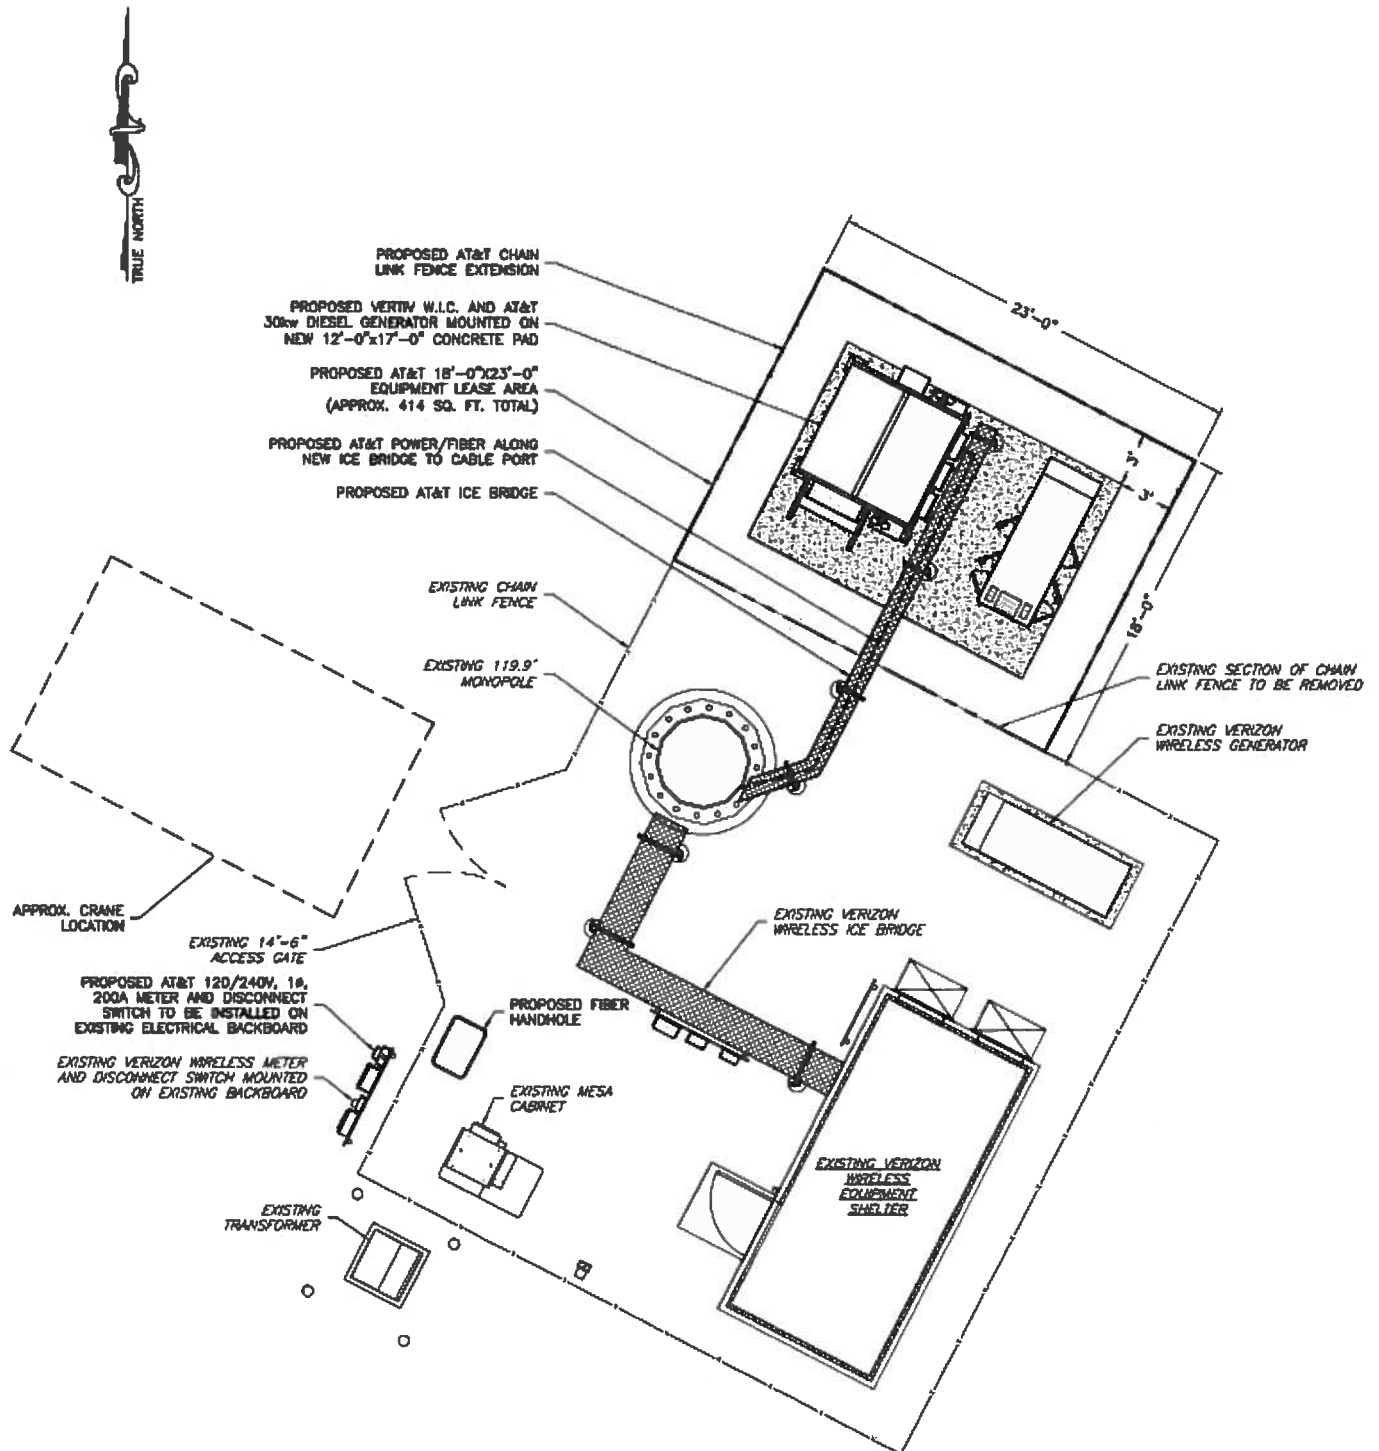 TRUE NORTH
PROPOSED AT&T CHAIN
LINK FENCE EXTENSION
PROPOSED VERTIV W.I.C. AND AT&T
30kw DIESEL GENERATOR MOUNTED ON
NEW 12'-0"x17'-0" CONCRETE PAD
PROPOSED AT&T 18'-0"X23'-0"
EQUIPMENT LEASE AREA
(APPROX. 414 SQ. FT. TOTAL)
PROPOSED AT&T POWER/FIBER ALONG
NEW ICE BRIDGE TO CABLE PORT
PROPOSED AT&T ICE BRIDGE
23'-0"
3'
3'
18'-0"
EXISTING CHAIN
LINK FENCE
EXISTING 119.9'
MONOPOLE
EXISTING SECTION OF CHAIN
LINK FENCE TO BE REMOVED
EXISTING VERIZON
WIRELESS GENERATOR
APPROX. CRANE
LOCATION
EXISTING 14'-6"
ACCESS GATE
EXISTING VERIZON
WIRELESS ICE BRIDGE
PROPOSED AT&T 120/240V, 1ø,
200A METER AND DISCONNECT
SWITCH TO BE INSTALLED ON
EXISTING ELECTRICAL BACKBOARD
PROPOSED FIBER
HANDHOLE
EXISTING VERIZON WIRELESS METER
AND DISCONNECT SWITCH MOUNTED
ON EXISTING BACKBOARD
EXISTING MESA
CABINET
EXISTING VERIZON
WIRELESS
EQUIPMENT
SHELTER
EXISTING
TRANSFORMER